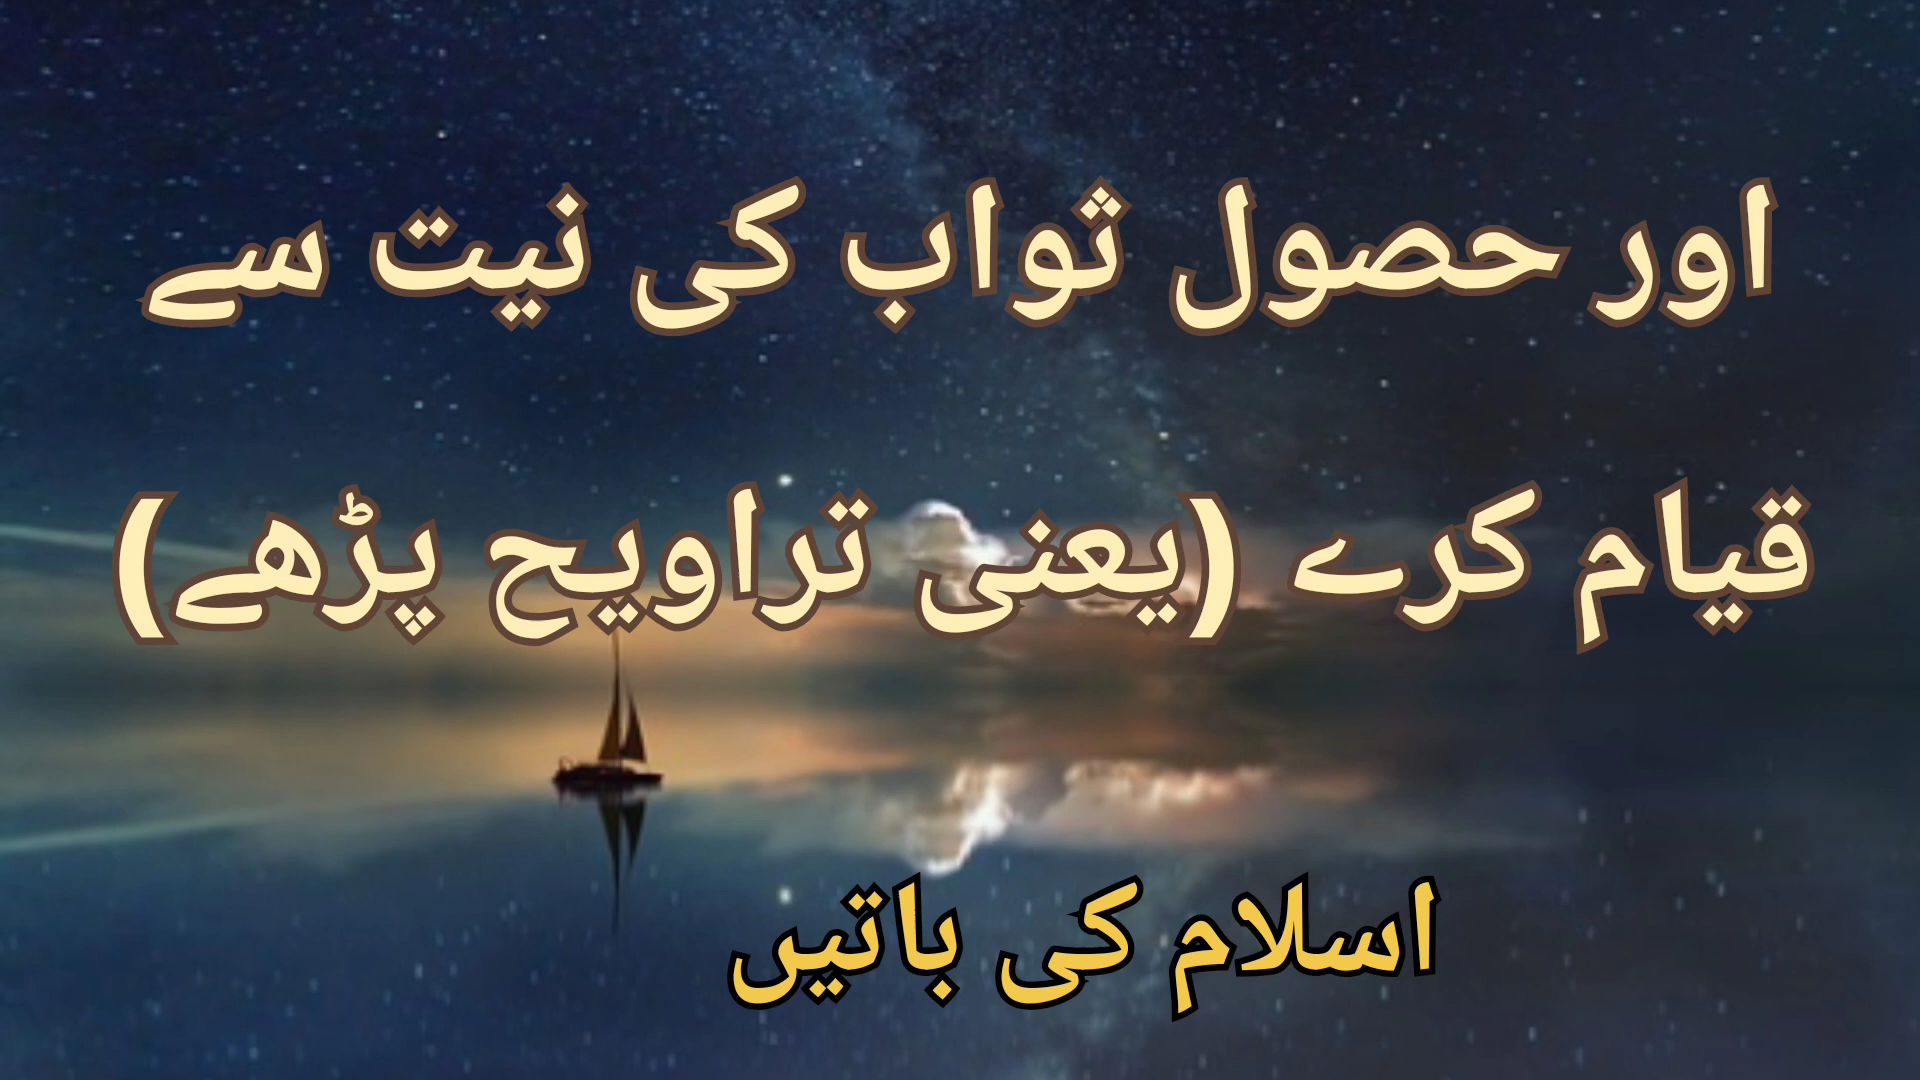 اور حصول ثواب کی نیت سے
قیام کرے (یعنی تراویح پڑھے)
اسلام کی باتیں